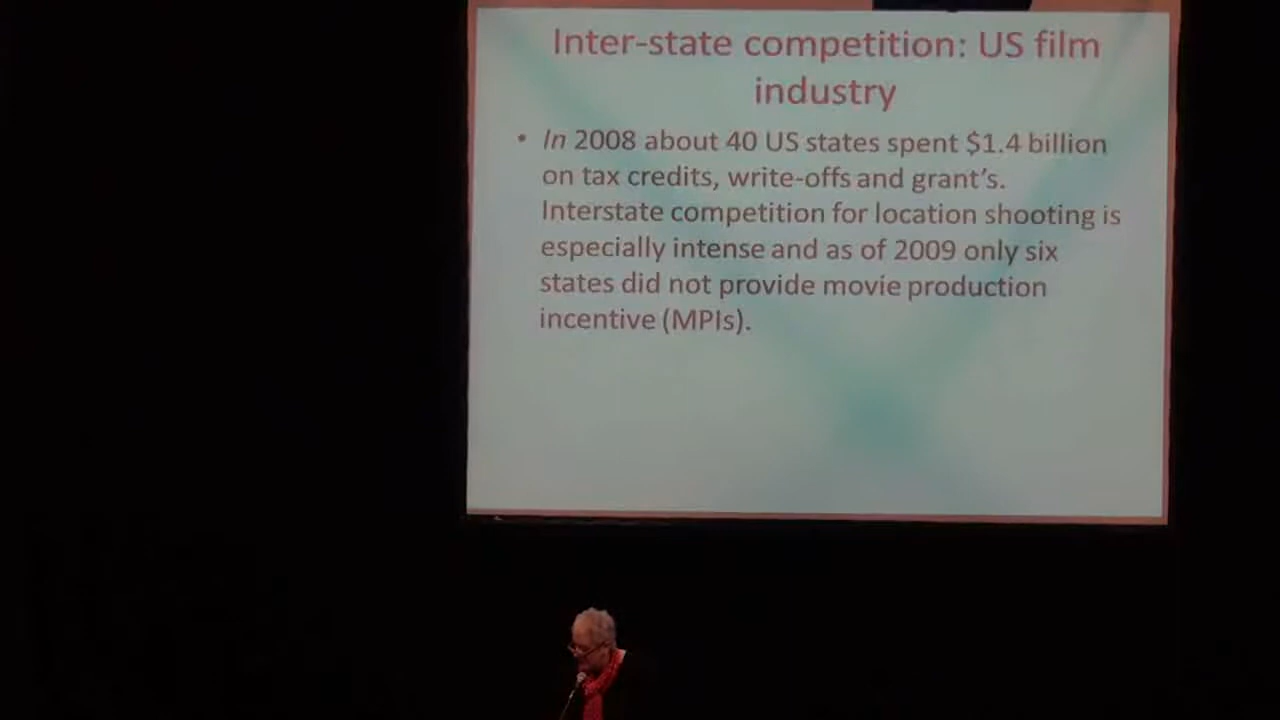 Inter-state competition: US film
industry
• In 2008 about 40 US states spent $1.4 billion
on tax credits, write-offs and grant's.
Interstate competition for location shooting is
especially intense and as of 2009 only six
states did not provide movie production
incentive (MPIs).